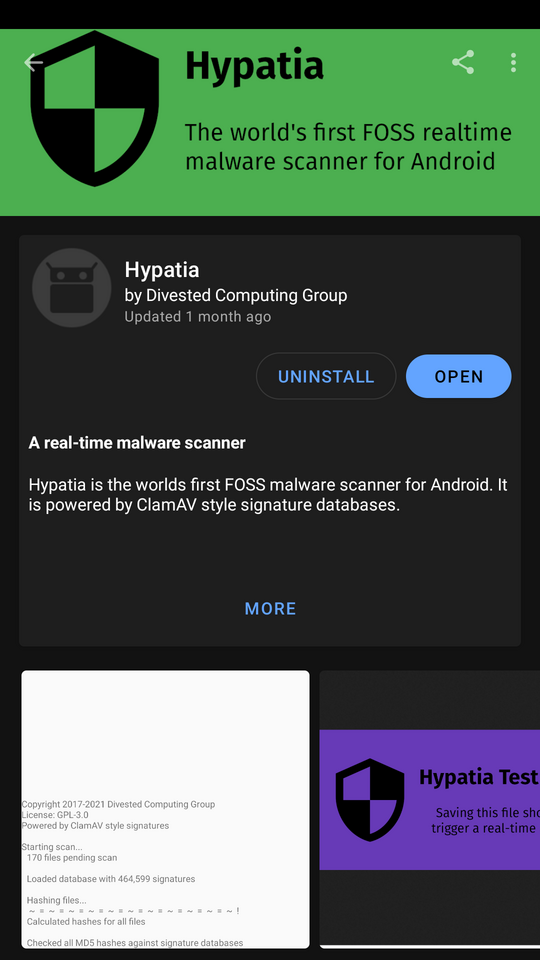 Hypatia
The world's first FOSS realtime
malware scanner for Android
Hypatia
by Divested Computing Group
Updated 1 month ago
UNINSTALL
OPEN
A real-time malware scanner
Hypatia is the worlds first FOSS malware scanner for Android. It
is powered by ClamAV style signature databases.
MORE
Copyright 2017-2021 Divested Computing Group
License: GPL-3.0
Powered by ClamAV style signatures
Starting scan...
170 files pending scan
Loaded database with 464,599 signatures
Hashing files...
~ = ~ = ~ = ~ = ~ = ~ = ~ = ~ = ~ = ~ !
Calculated hashes for all files
Checked all MD5 hashes against signature databases
Hypatia Test
Saving this file sho
trigger a real-time